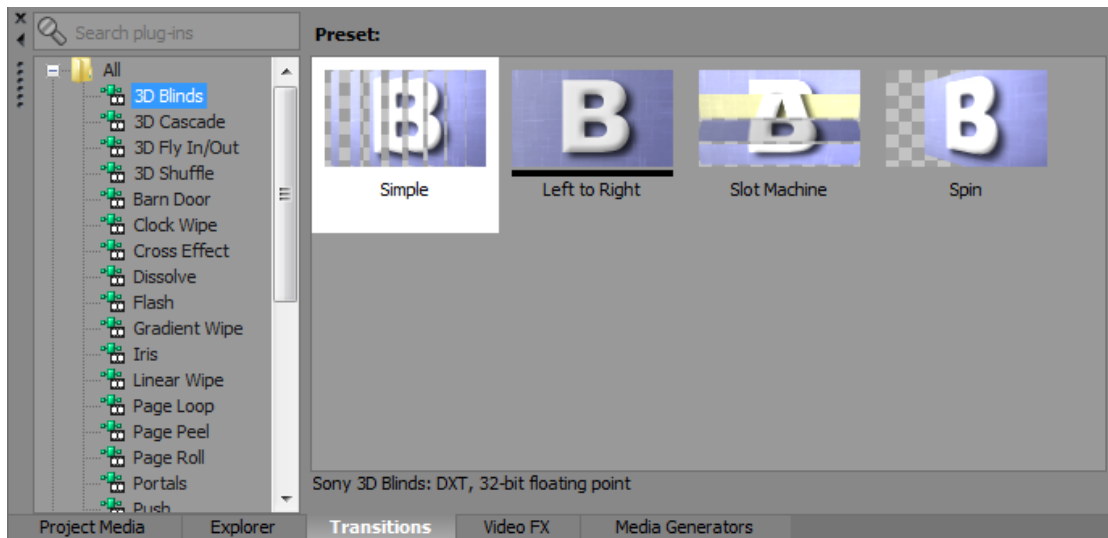 Search plug-ins
All
3D Blinds
3D Cascade
3D Fly In/Out
3D Shuffle
Barn Door
Clock Wipe
Cross Effect
Dissolve
Flash
Gradient Wipe
Iris
Linear Wipe
Page Loop
Page Peel
Page Roll
Portals
Push
Preset:
B B A B B
Simple Left to Right Slot Machine Spin
Sony 3D Blinds: DXT, 32-bit floating point
Project Media Explorer Transitions Video FX Media Generators